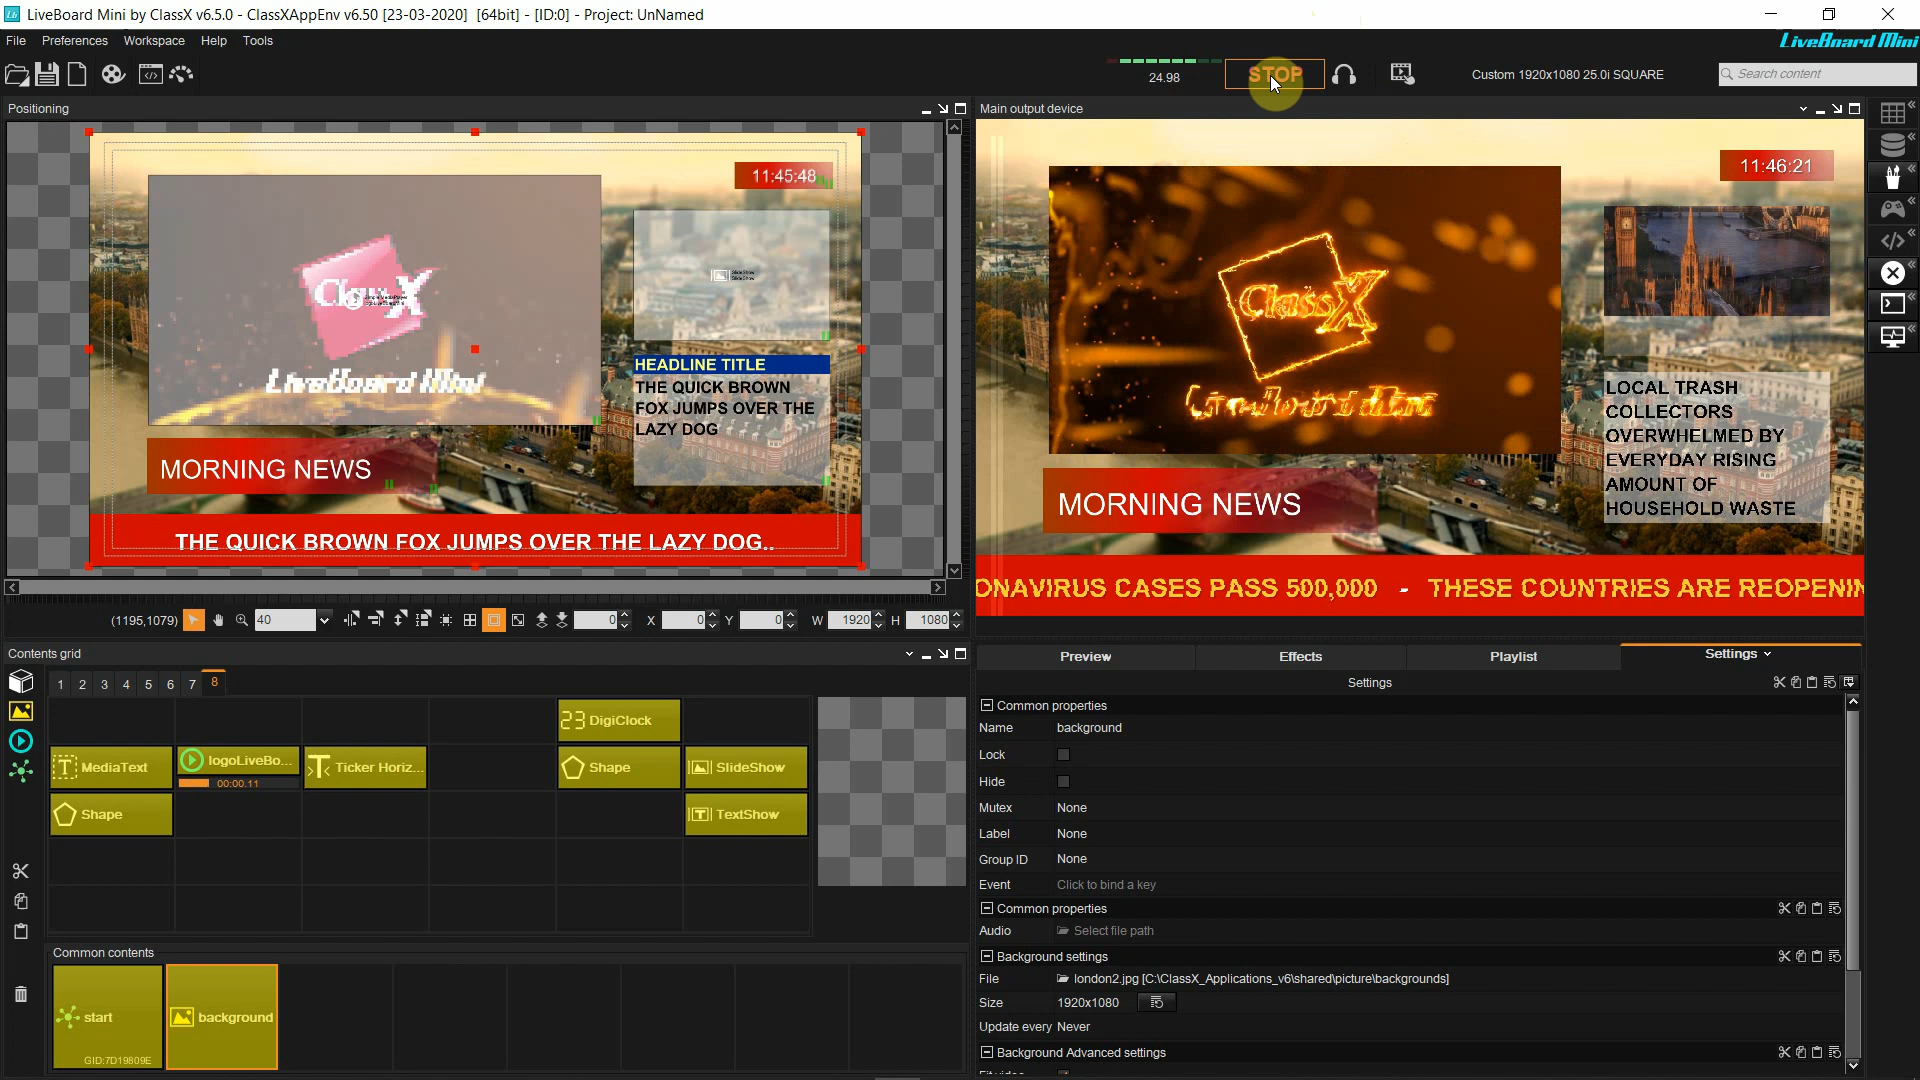 LiveBoard Mini by ClassX v6.5.0 - ClassXAppEnv v6.50 [23-03-2020] [64bit] - [ID:0] - Project: UnNamed
File Preferences Workspace Help Tools
LiveBoard Mini
24.98
STOP
Custom 1920x1080 25.0i SQUARE
Search content
Positioning
11:45:48
ClassX
LiveBoard Mini
SlideShow
SlideShow
HEADLINE TITLE
THE QUICK BROWN
FOX JUMPS OVER THE
LAZY DOG
MORNING NEWS
THE QUICK BROWN FOX JUMPS OVER THE LAZY DOG..
(1195,1079) 40 0 X 0 Y 0 W 1920 H 1080
Main output device
11:46:21
ClassX
LiveBoard Mini
LOCAL TRASH
COLLECTORS
OVERWHELMED BY
EVERYDAY RISING
AMOUNT OF
HOUSEHOLD WASTE
MORNING NEWS
ONAVIRUS CASES PASS 500,000 - THESE COUNTRIES ARE REOPENIN
Contents grid
1 2 3 4 5 6 7 8
23 DigiClock
MediaText logoLiveBo... Ticker Horiz... Shape SlideShow
00:00.11
Shape TextShow
Common contents
start background
GID:7D19809E
Preview Effects Playlist Settings
Settings
Common properties
Name background
Lock
Hide
Mutex None
Label None
Group ID None
Event Click to bind a key
Common properties
Audio Select file path
Background settings
File london2.jpg [C:\ClassX_Applications_v6\shared\picture\backgrounds]
Size 1920x1080
Update every Never
Background Advanced settings